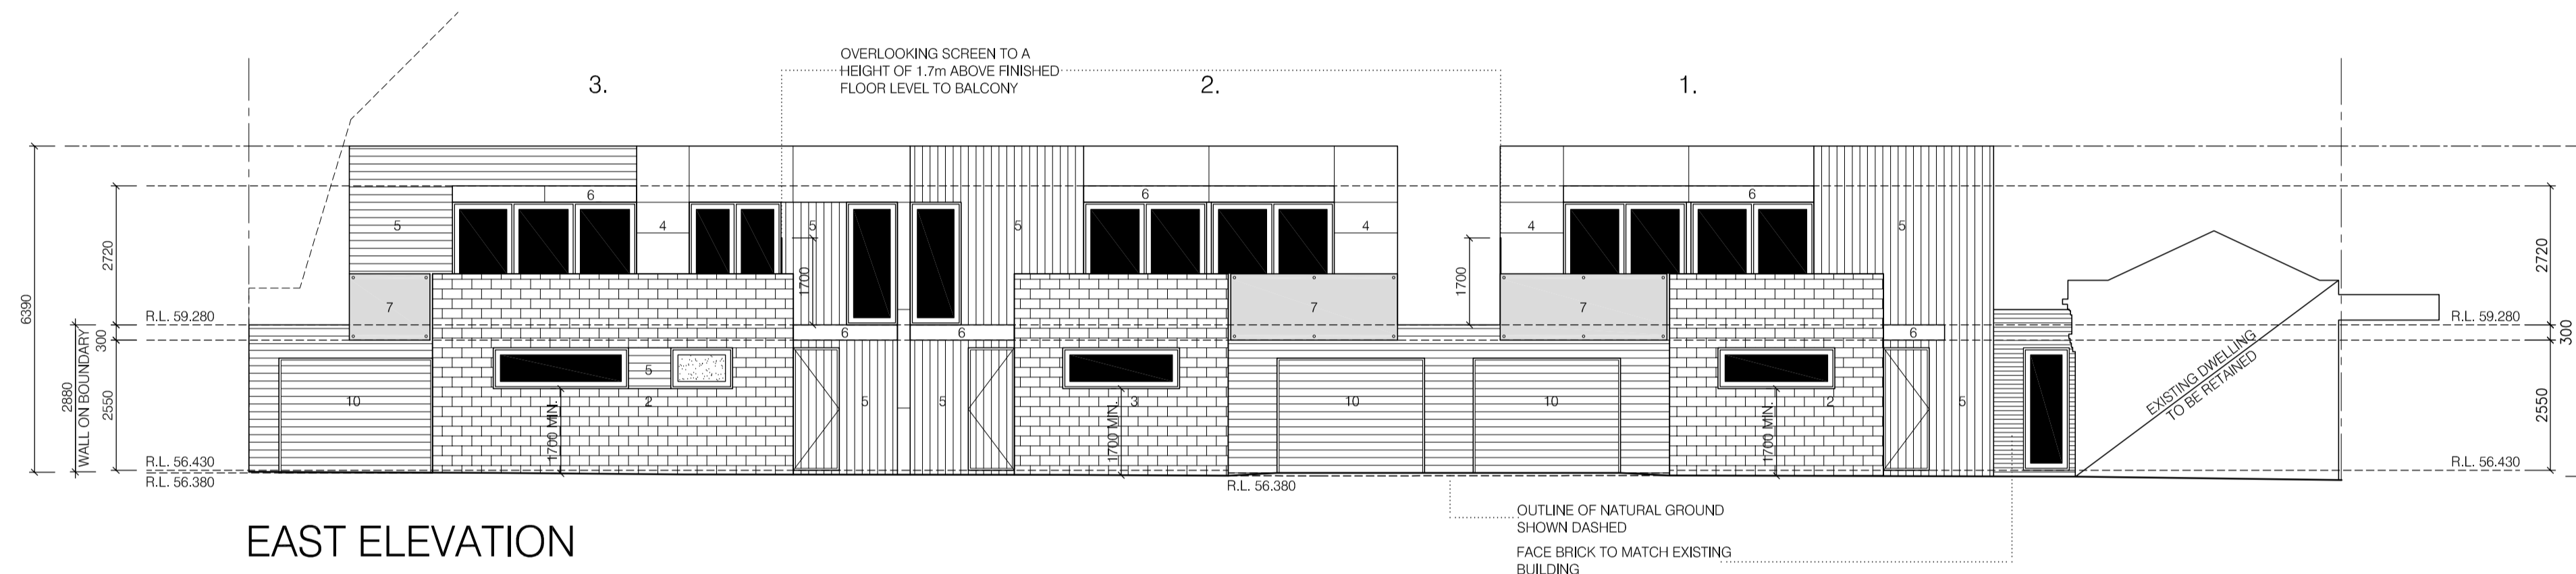 OVERLOOKING SCREEN TO A
HEIGHT OF 1.7m ABOVE FINISHED
FLOOR LEVEL TO BALCONY
3.
2.
1.
6
6
6
5
4
5
5
4
4
5
2720
2720
6390
1700
1700
7
7
7
R.L. 59.280
R.L. 59.280
6
6
6
300
300
2880
WALL ON BOUNDARY
2550
2550
5
10
2
5
5
3
10
10
2
5
1700 MIN.
1700 MIN.
1700 MIN.
EXISTING DWELLING
TO BE RETAINED
R.L. 56.430
R.L. 56.430
R.L. 56.380
R.L. 56.380
OUTLINE OF NATURAL GROUND
SHOWN DASHED
EAST ELEVATION
FACE BRICK TO MATCH EXISTING
BUILDING